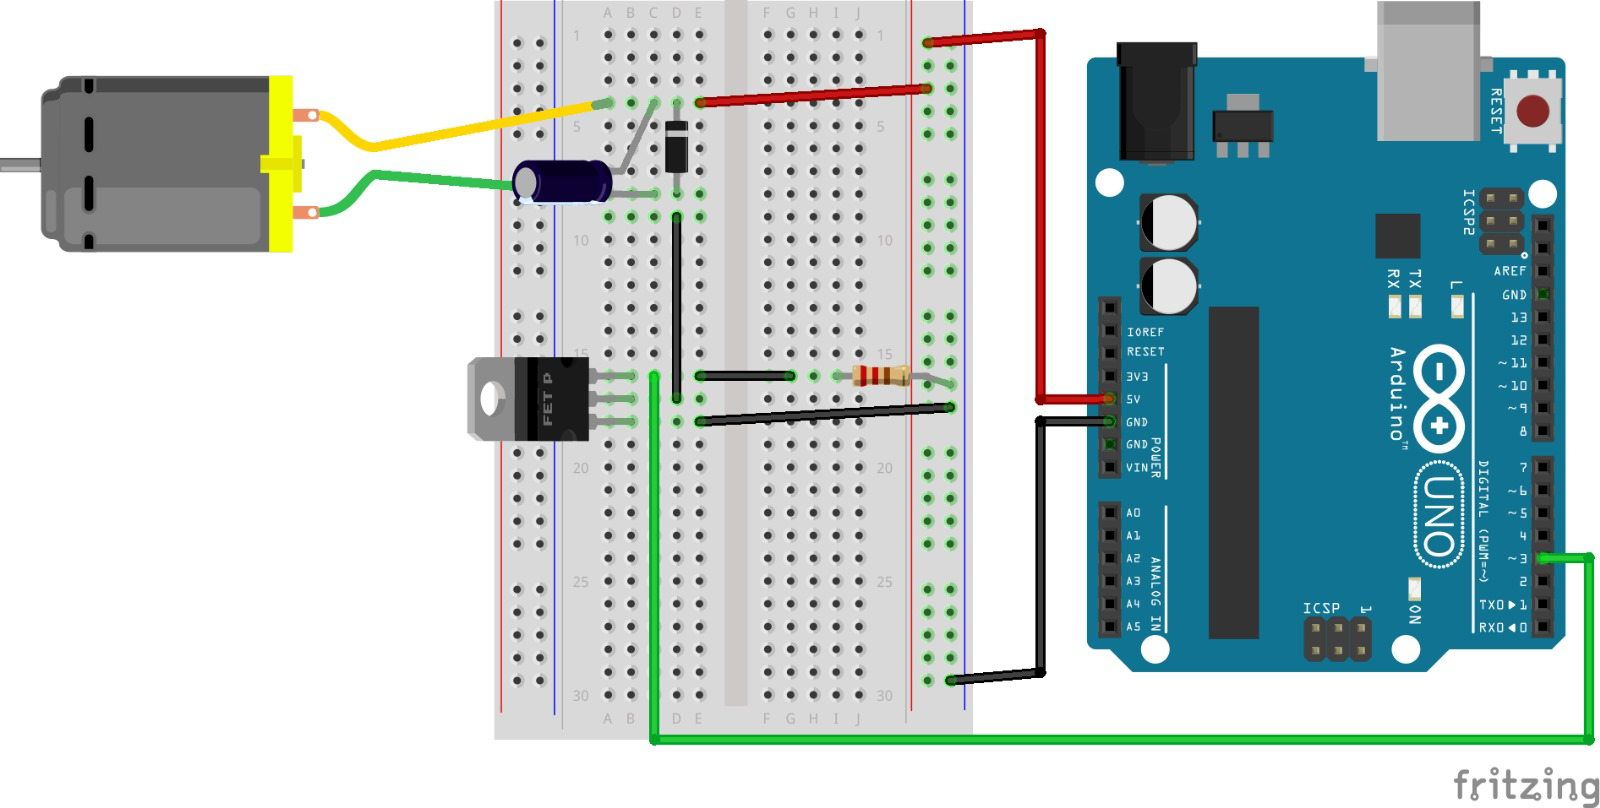 A B C D E F G H I J
1 1
5 5
10 10
15 15
20 20
25 25
30 30
A B D E F G H I J
FET p
RESET
ICSP2
IOREF
RESET
3V3
5V
GND
GND
VIN
POWER
A0
A1
A2
A3
A4
A5
ANALOG IN
RX
TX
L
AREF
GND
13
12
~11
~10
~9
8
7
~6
~5
4
~3
2
TX0▶1
RX0◀0
DIGITAL (PWM=~)
Arduino™
UNO
ON
ICSP 1
fritzing